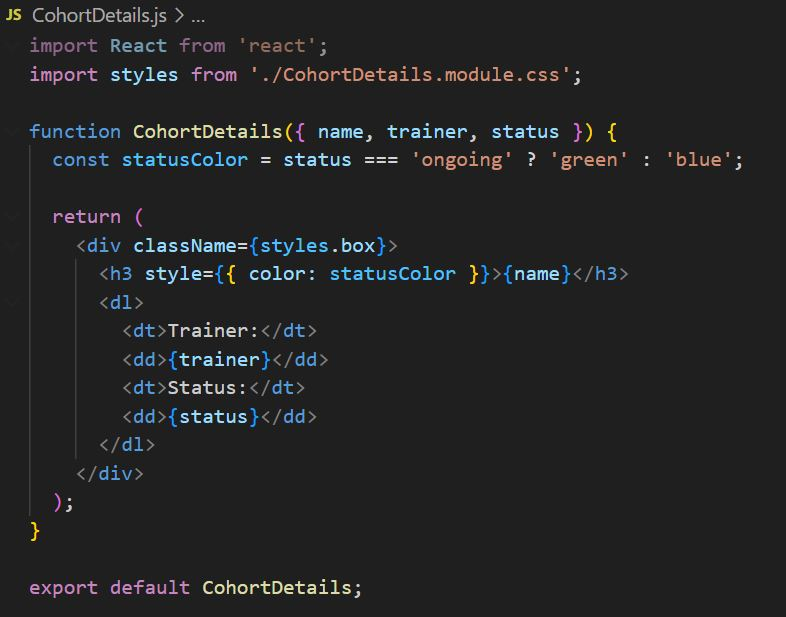 JS CohortDetails.js > ...
import React from 'react';
import styles from './CohortDetails.module.css';

function CohortDetails({ name, trainer, status }) {
  const statusColor = status === 'ongoing' ? 'green' : 'blue';

  return (
    <div className={styles.box}>
      <h3 style={{ color: statusColor }}>{name}</h3>
      <dl>
        <dt>Trainer:</dt>
        <dd>{trainer}</dd>
        <dt>Status:</dt>
        <dd>{status}</dd>
      </dl>
    </div>
  );
}

export default CohortDetails;